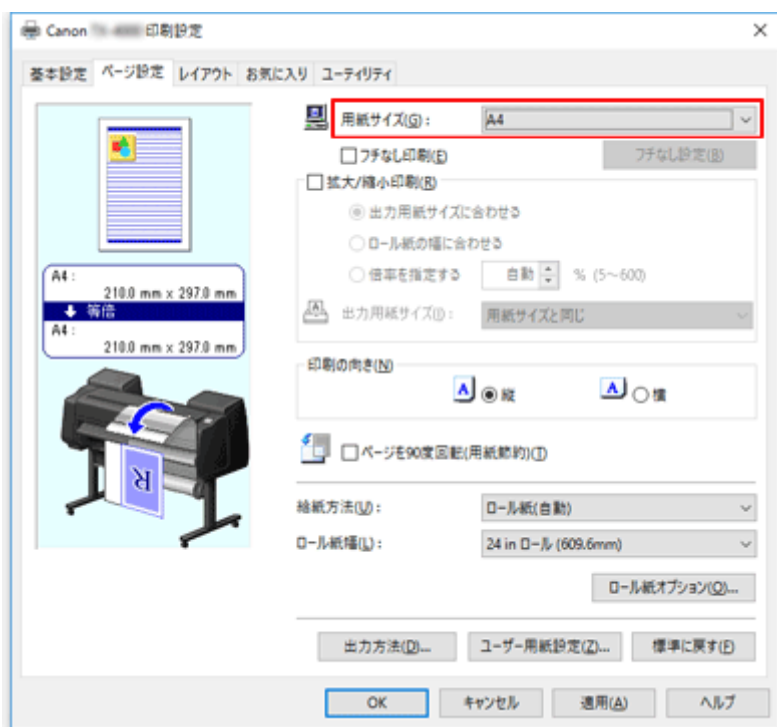 Canon 印刷設定
基本設定 ページ設定 レイアウト お気に入り ユーティリティ
用紙サイズ(G): A4
フチなし印刷(E) フチなし設定(B)
拡大/縮小印刷(R)
出力用紙サイズに合わせる
ロール紙の幅に合わせる
倍率を指定する 自動 % (5～600)
出力用紙サイズ(I): 用紙サイズと同じ
A4 :
210.0 mm x 297.0 mm
等倍
A4 :
210.0 mm x 297.0 mm
R
印刷の向き(N)
A 縦 A 横
ページを90度回転(用紙節約)(T)
給紙方法(U): ロール紙(自動)
ロール紙幅(L): 24 in ロール (609.6mm)
ロール紙オプション(O)...
出力方法(D)... ユーザー用紙設定(Z)... 標準に戻す(F)
OK キャンセル 適用(A) ヘルプ